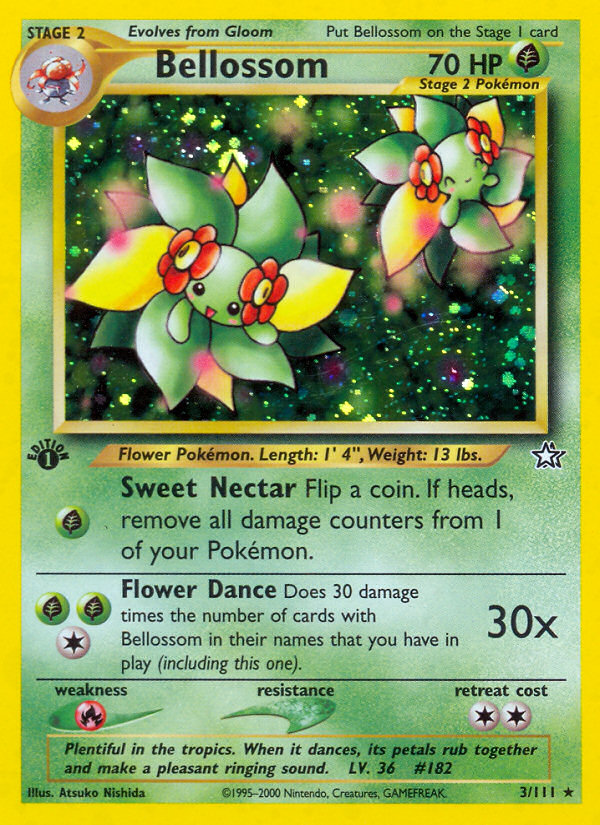 STAGE 2 Evolves from Gloom Put Bellossom on the Stage 1 card
Bellossom 70 HP
Stage 2 Pokémon
EDITION
1
Flower Pokémon. Length: 1' 4", Weight: 13 lbs.
Sweet Nectar Flip a coin. If heads,
remove all damage counters from 1
of your Pokémon.
Flower Dance Does 30 damage
times the number of cards with
Bellossom in their names that you have in
play (including this one).
30x
weakness resistance retreat cost
Plentiful in the tropics. When it dances, its petals rub together
and make a pleasant ringing sound. LV. 36 #182
Illus. Atsuko Nishida ©1995-2000 Nintendo, Creatures, GAMEFREAK. 3/111 ★